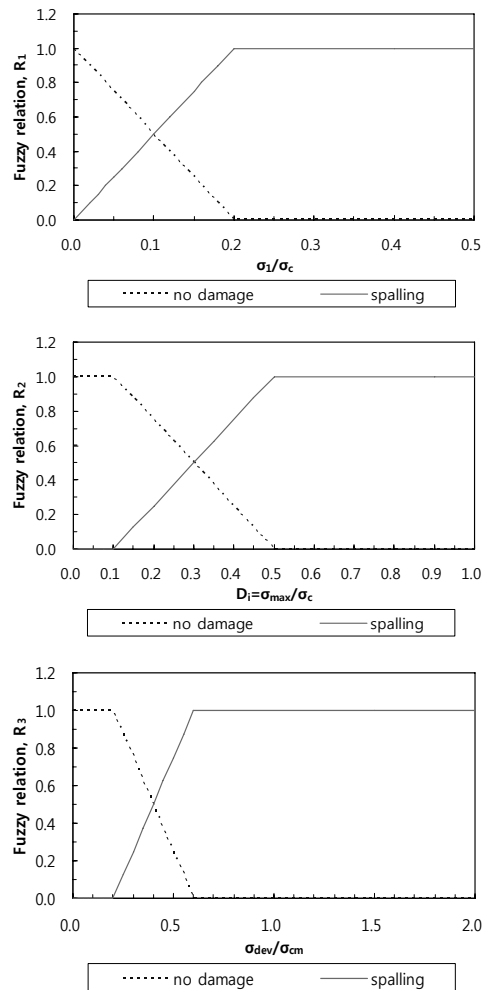 1.2
1.0
0.8
0.6
0.4
0.2
0.0
Fuzzy relation, R₁
0.0 0.1 0.2 0.3 0.4 0.5
σ₁/σc
no damage spalling
1.2
1.0
0.8
0.6
0.4
0.2
0.0
Fuzzy relation, R₂
0.0 0.1 0.2 0.3 0.4 0.5 0.6 0.7 0.8 0.9 1.0
Di=σmax/σc
no damage spalling
1.2
1.0
0.8
0.6
0.4
0.2
0.0
Fuzzy relation, R₃
0.0 0.5 1.0 1.5 2.0
σdev/σcm
no damage spalling